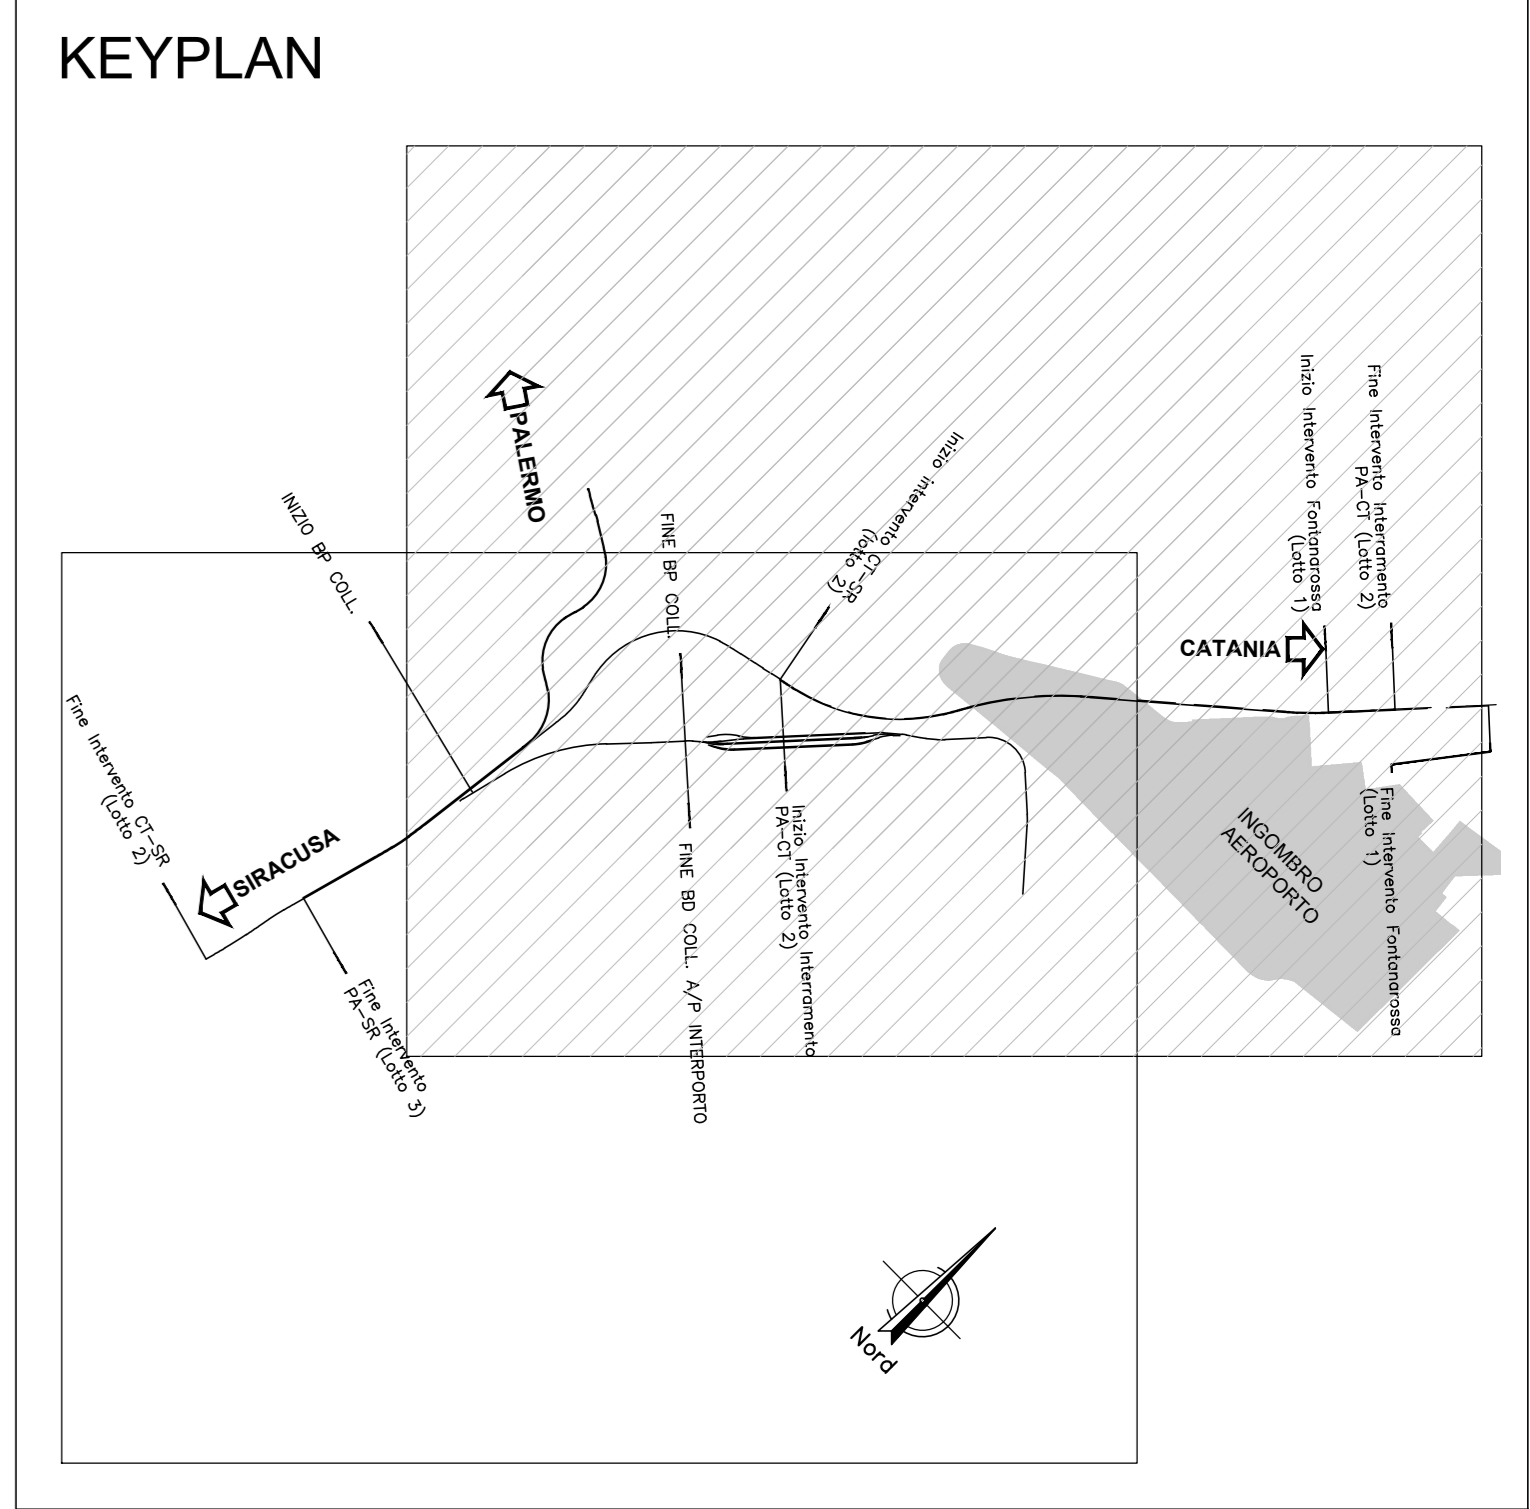 KEYPLAN
PALERMO
INIZIO BP COLL.
FINE BP COLL.
Inizio intervento CT-SR
(lotto 2)
Inizio Intervento Fontanarossa
(Lotto 1)
Fine Intervento Interramento
PA-CT (Lotto 2)
CATANIA
Fine Intervento CT-SR
(Lotto 2)
SIRACUSA
Fine Intervento
PA-SR (Lotto 3)
FINE BD COLL. A/P INTERPORTO
Inizio Intervento Interramento
PA-CT (Lotto 2)
INGOMBRO
AEROPORTO
Fine Intervento Fontanarossa
(Lotto 1)
Nord